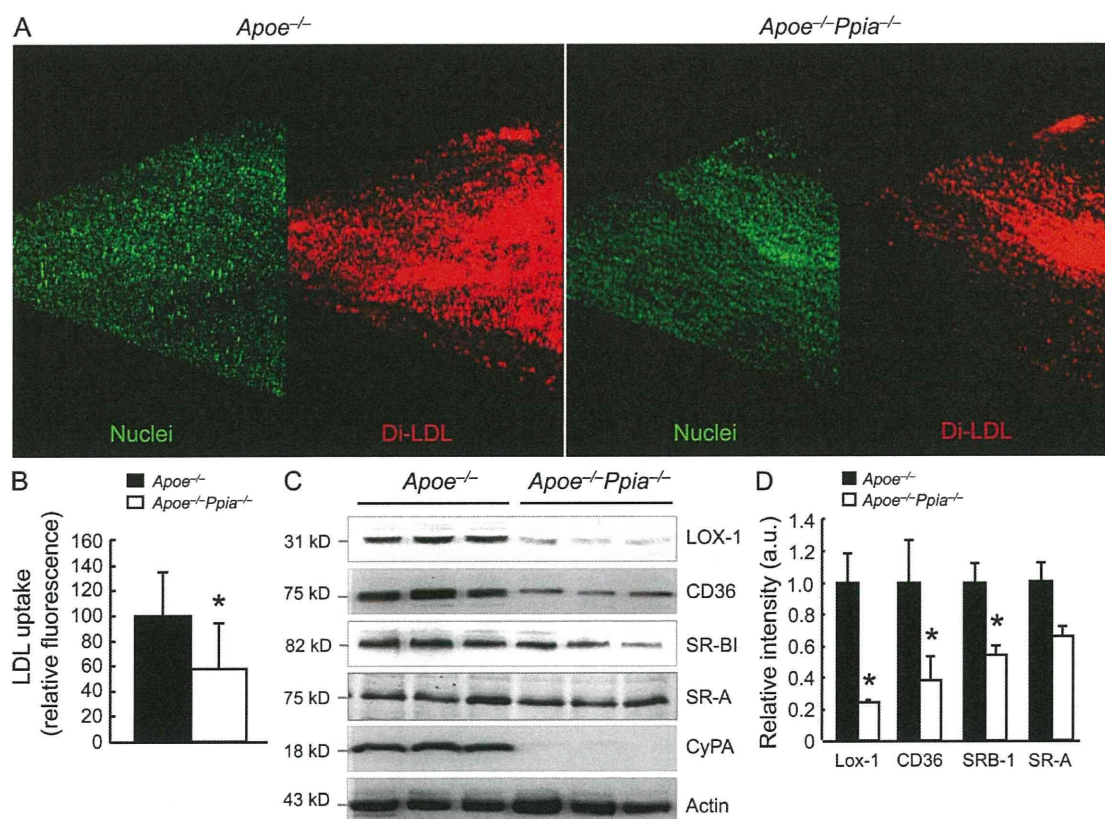 A
Apoe–/–
Apoe–/–Ppia–/–
Nuclei
Di-LDL
Nuclei
Di-LDL
B
Apoe–/–
Apoe–/–Ppia–/–
LDL uptake
(relative fluorescence)
160
140
120
100
80
60
40
20
0
*
C
Apoe–/–
Apoe–/–Ppia–/–
31 kD
LOX-1
75 kD
CD36
82 kD
SR-BI
75 kD
SR-A
18 kD
CyPA
43 kD
Actin
D
Apoe–/–
Apoe–/–Ppia–/–
Relative intensity (a.u.)
1.4
1.2
1.0
0.8
0.6
0.4
0.2
0
*
*
*
Lox-1
CD36
SRB-1
SR-A